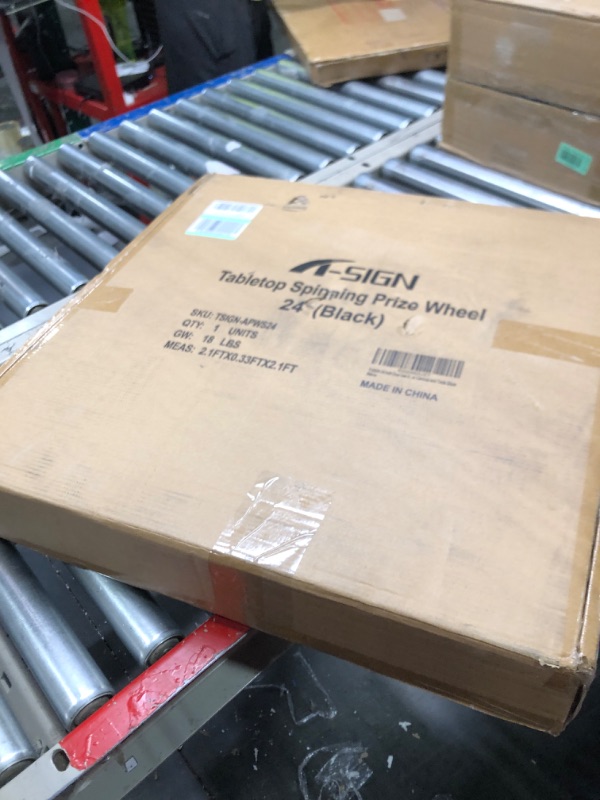 T-SIGN
Tabletop Spinning Prize Wheel
24 (Black)
SKU: TSIGN-APWS24
QTY: 1 UNITS
GW: 18 LBS
MEAS: 2.1FTX0.33FTX2.1FT
MADE IN CHINA